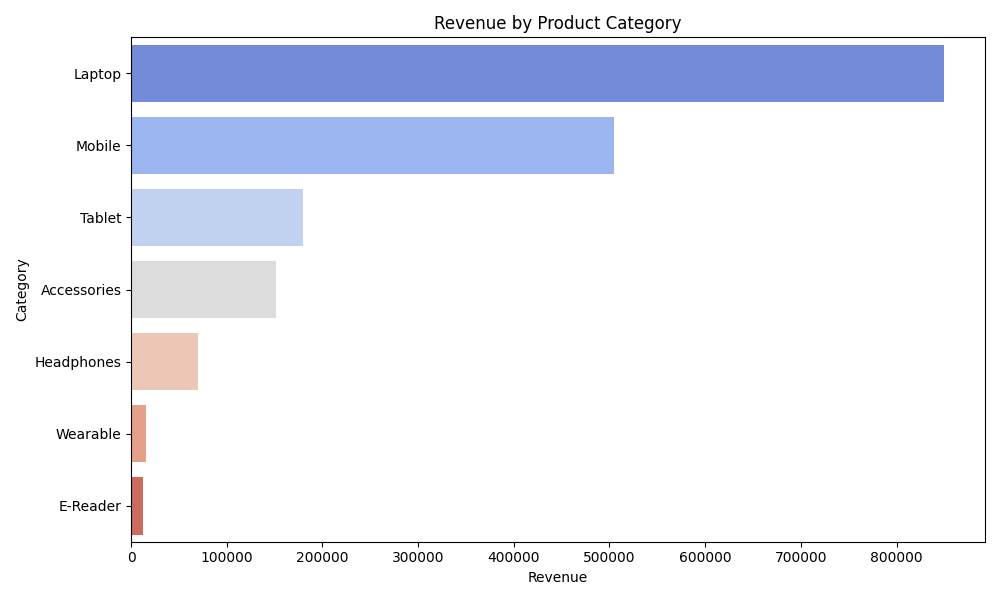 Revenue by Product Category
Category
Laptop
Mobile
Tablet
Accessories
Headphones
Wearable
E-Reader
0 100000 200000 300000 400000 500000 600000 700000 800000
Revenue